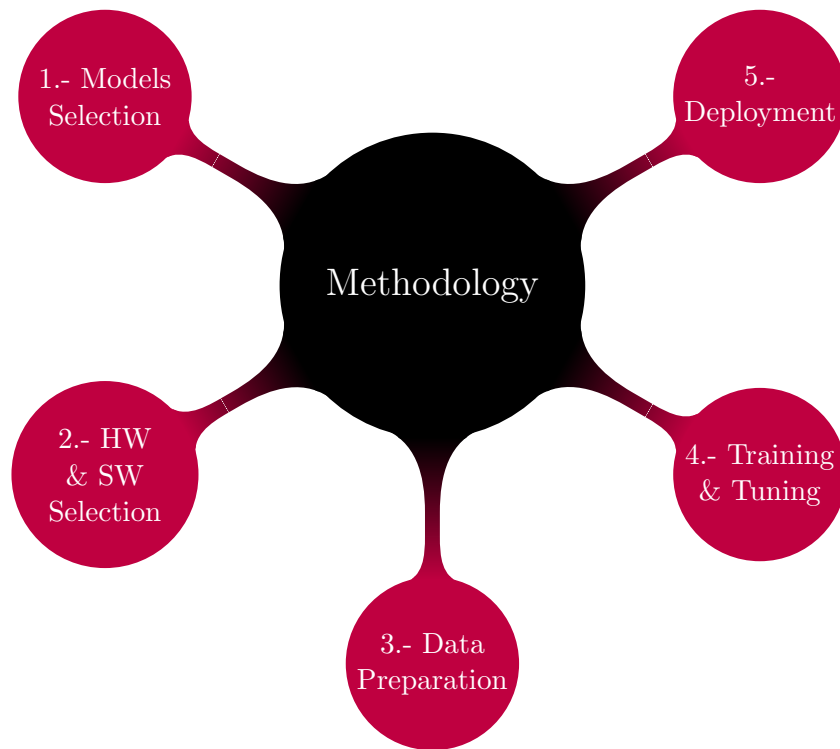 1.- Models
Selection
5.-
Deployment
Methodology
2.- HW
& SW
Selection
4.- Training
& Tuning
3.- Data
Preparation